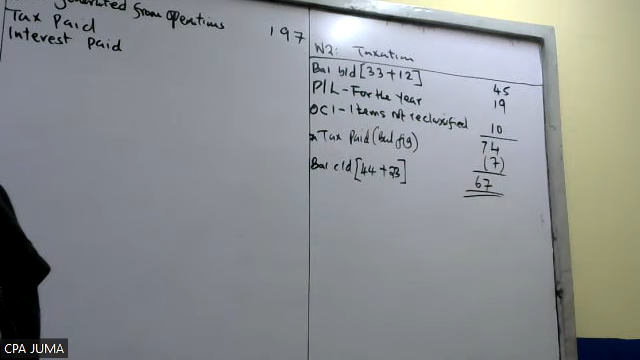 generated from operations 197
Tax Paid
Interest Paid
N2: Taxation
Bal b/d [33+12] 45
P/L - For the year 19
OCI - Items not reclassified 10
74
Tax Paid (bal fig) (7)
Bal c/d [44+23] 67
CPA JUMA